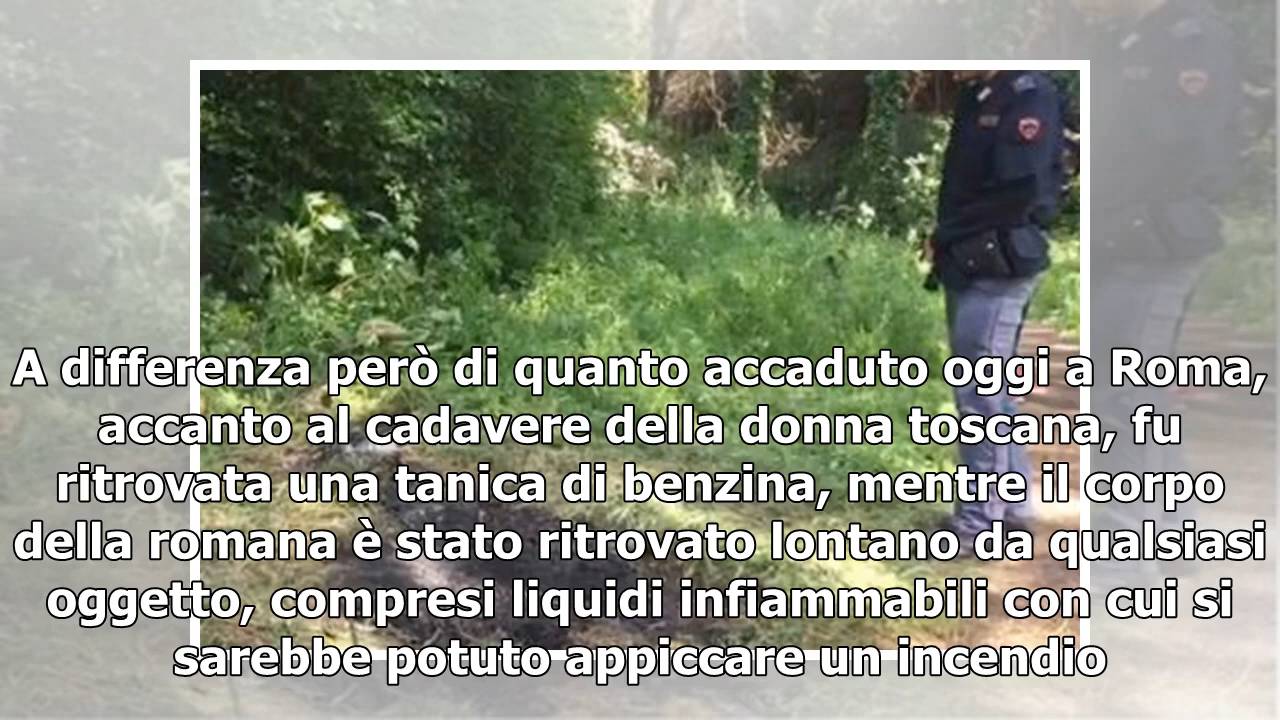 A differenza però di quanto accaduto oggi a Roma,
accanto al cadavere della donna toscana, fu
ritrovata una tanica di benzina, mentre il corpo
della romana è stato ritrovato lontano da qualsiasi
oggetto, compresi liquidi infiammabili con cui si
sarebbe potuto appiccare un incendio